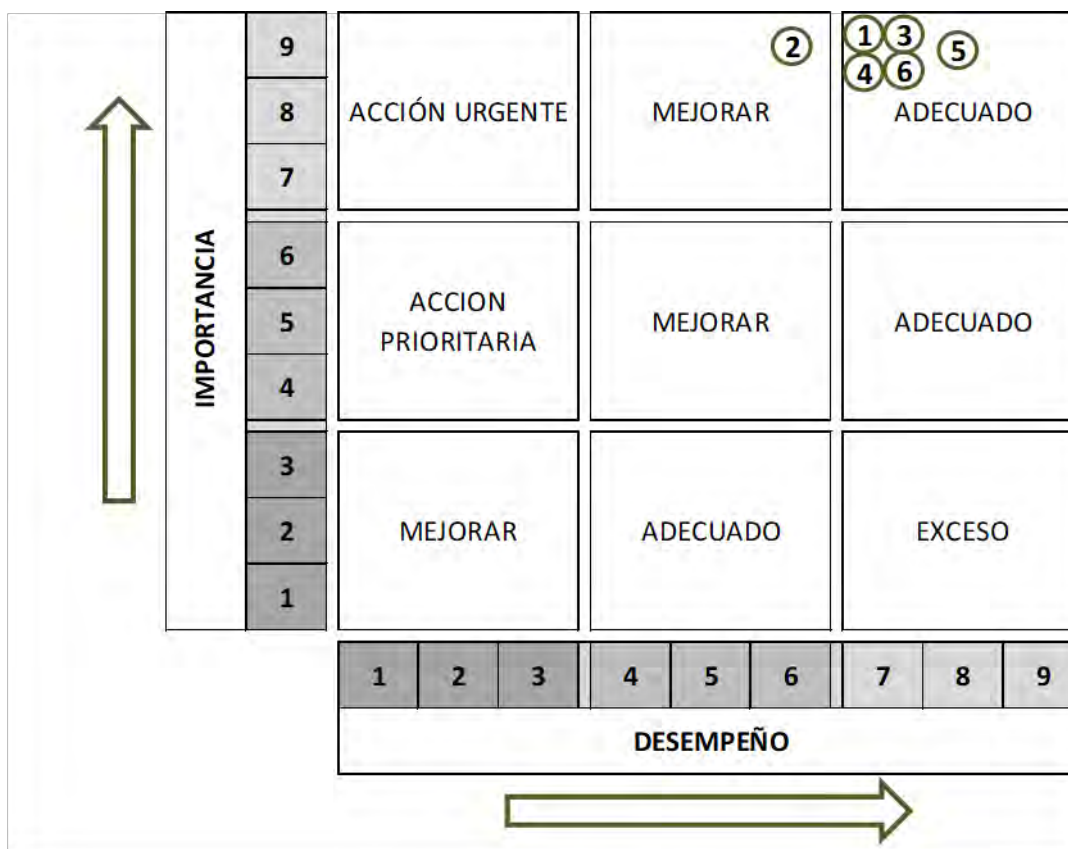 9
2
1
3
5
4
6
8
ACCIÓN URGENTE
MEJORAR
ADECUADO
7
IMPORTANCIA
6
5
ACCION
PRIORITARIA
MEJORAR
ADECUADO
4
3
2
MEJORAR
ADECUADO
EXCESO
1
1 2 3 4 5 6 7 8 9
DESEMPEÑO